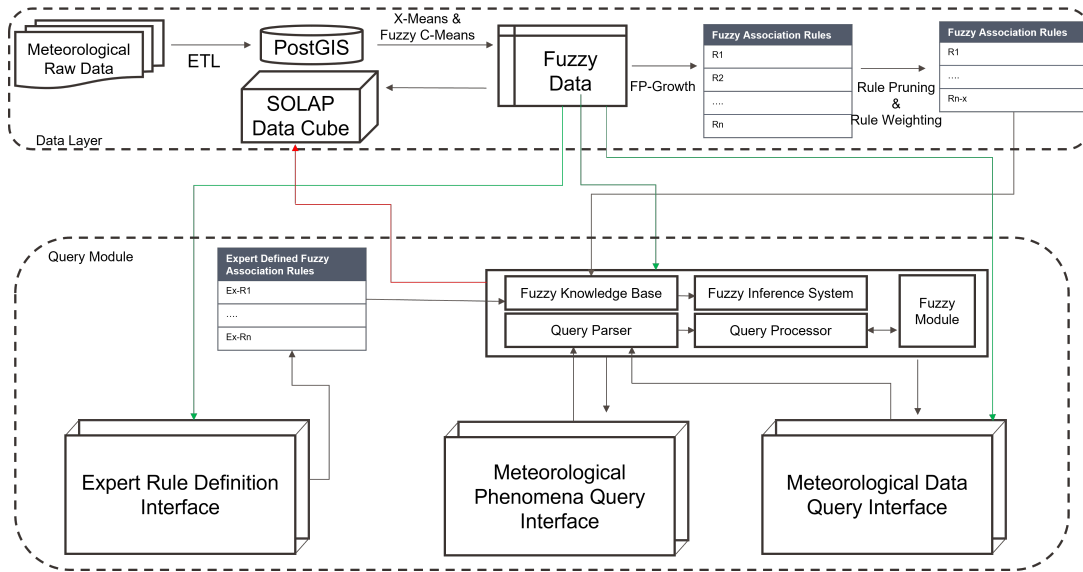 Meteorological
Raw Data
ETL
PostGIS
SOLAP
Data Cube
X-Means &
Fuzzy C-Means
Fuzzy
Data
FP-Growth
Fuzzy Association Rules
R1
R2
....
Rn
Rule Pruning
&
Rule Weighting
Fuzzy Association Rules
R1
....
Rn-x
Data Layer
Query Module
Expert Defined Fuzzy
Association Rules
Ex-R1
....
Ex-Rn
Fuzzy Knowledge Base
Fuzzy Inference System
Query Parser
Query Processor
Fuzzy
Module
Expert Rule Definition
Interface
Meteorological
Phenomena Query
Interface
Meteorological Data
Query Interface